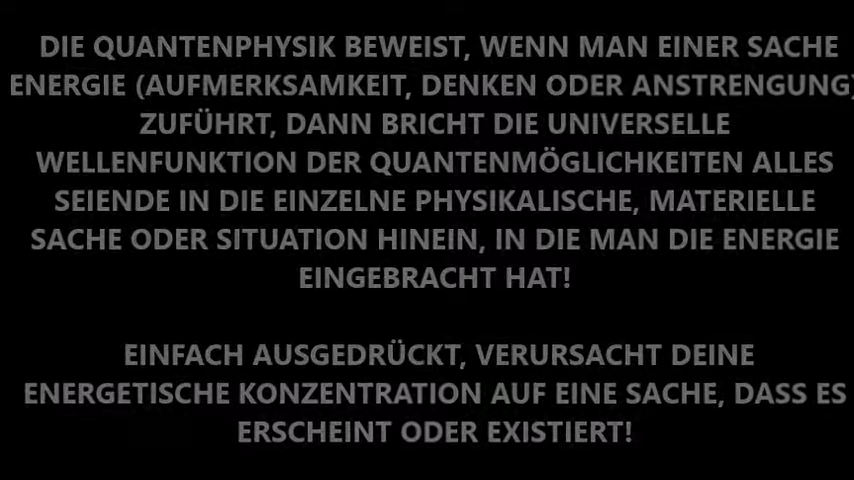 DIE QUANTENPHYSIK BEWEIST, WENN MAN EINER SACHE
ENERGIE (AUFMERKSAMKEIT, DENKEN ODER ANSTRENGUNG)
ZUFÜHRT, DANN BRICHT DIE UNIVERSELLE
WELLENFUNKTION DER QUANTENMÖGLICHKEITEN ALLES
SEIENDE IN DIE EINZELNE PHYSIKALISCHE, MATERIELLE
SACHE ODER SITUATION HINEIN, IN DIE MAN DIE ENERGIE
EINGEBRACHT HAT!
EINFACH AUSGEDRÜCKT, VERURSACHT DEINE
ENERGETISCHE KONZENTRATION AUF EINE SACHE, DASS ES
ERSCHEINT ODER EXISTIERT!